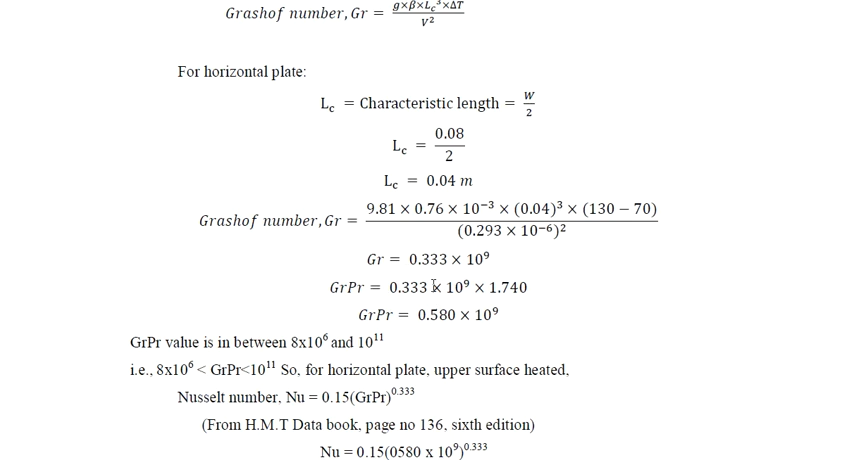 Grashof number, Gr = g×β×Lc³×ΔT / V²
For horizontal plate:
Lc = Characteristic length = W/2
Lc = 0.08/2
Lc = 0.04 m
Grashof number, Gr = 9.81 × 0.76 × 10⁻³ × (0.04)³ × (130 − 70) / (0.293 × 10⁻⁶)²
Gr = 0.333 × 10⁹
GrPr = 0.333 × 10⁹ × 1.740
GrPr = 0.580 × 10⁹
GrPr value is in between 8x10⁶ and 10¹¹
i.e., 8x10⁶ < GrPr<10¹¹ So, for horizontal plate, upper surface heated,
Nusselt number, Nu = 0.15(GrPr)⁰·³³³
(From H.M.T Data book, page no 136, sixth edition)
Nu = 0.15(0580 x 10⁹)⁰·³³³